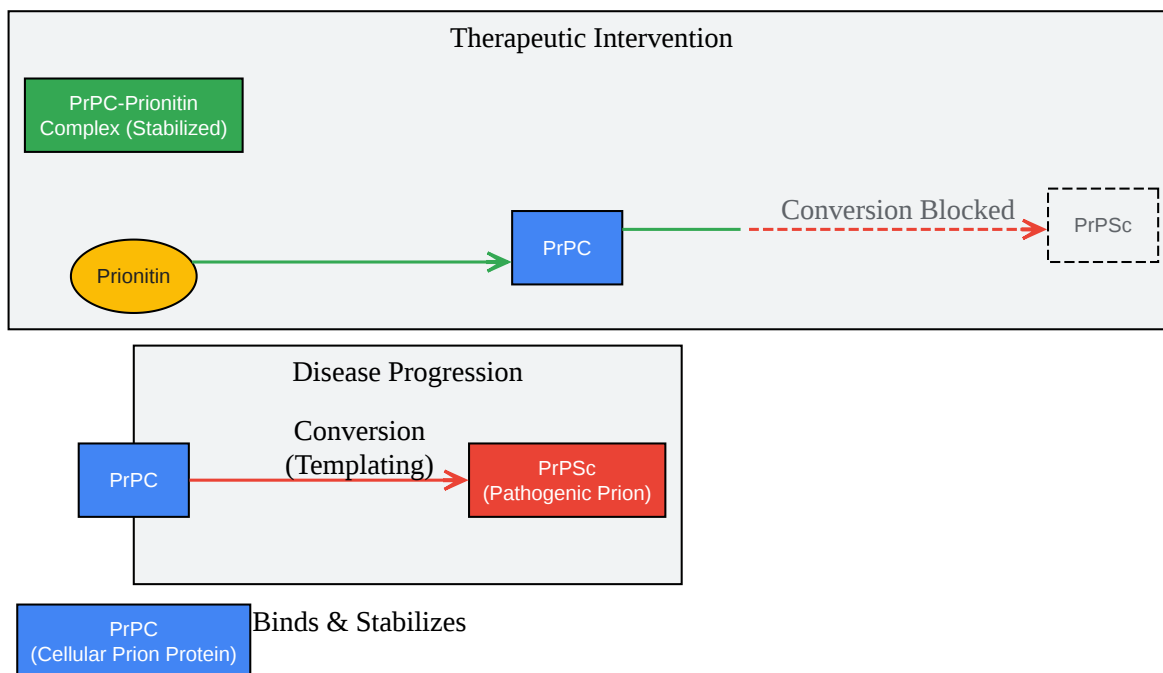 Therapeutic Intervention
PrPC-Prionitin
Complex (Stabilized)
Conversion Blocked
PrPSc
PrPC
Prionitin
Disease Progression
Conversion
(Templating)
PrPC
PrPSc
(Pathogenic Prion)
PrPC
(Cellular Prion Protein)
Binds & Stabilizes